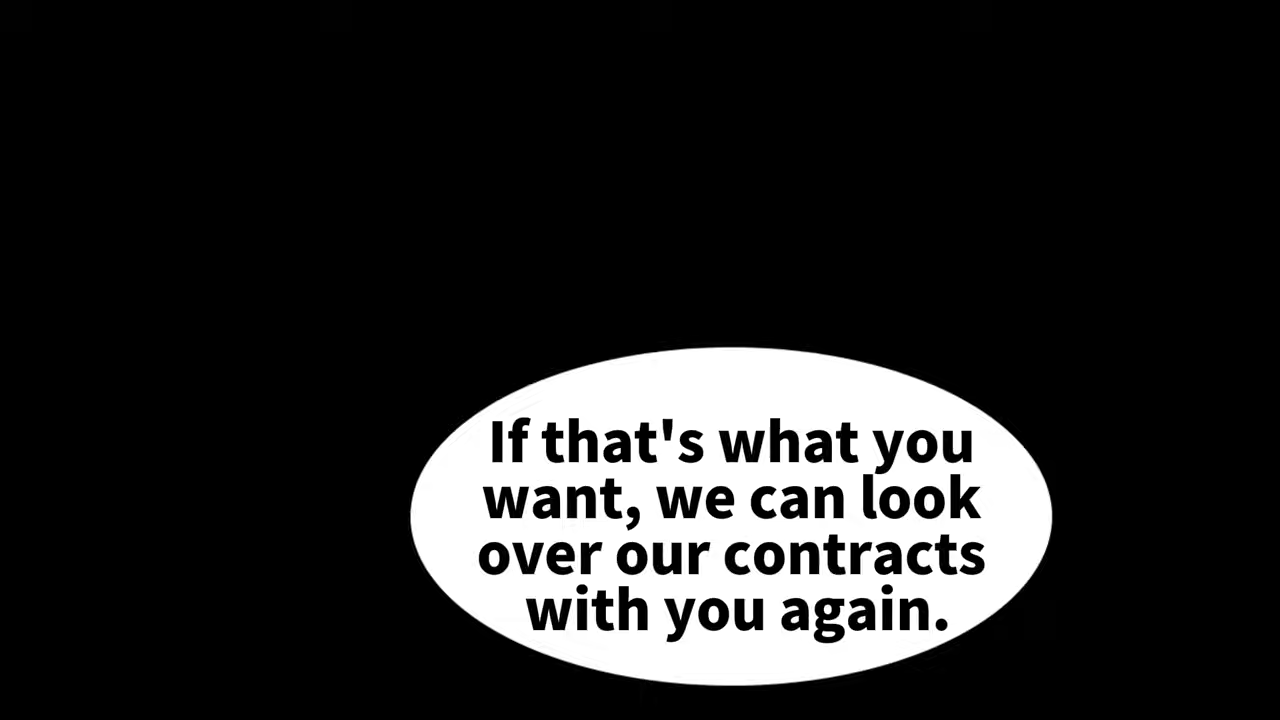 If that's what you
want, we can look
over our contracts
with you again.